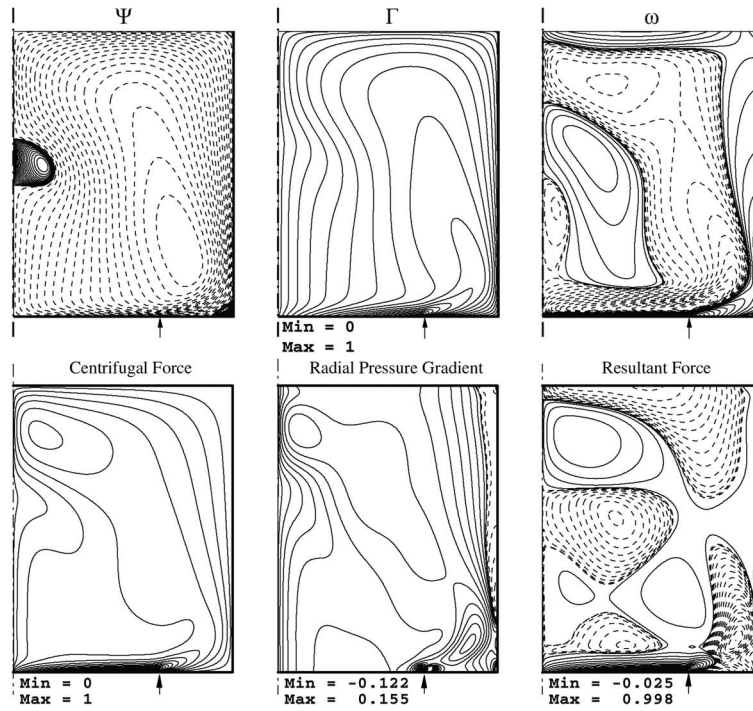 Ψ
Γ
ω
Min = 0
Max = 1
Centrifugal Force
Radial Pressure Gradient
Resultant Force
Min = 0
Max = 1
Min = -0.122
Max = 0.155
Min = -0.025
Max = 0.998